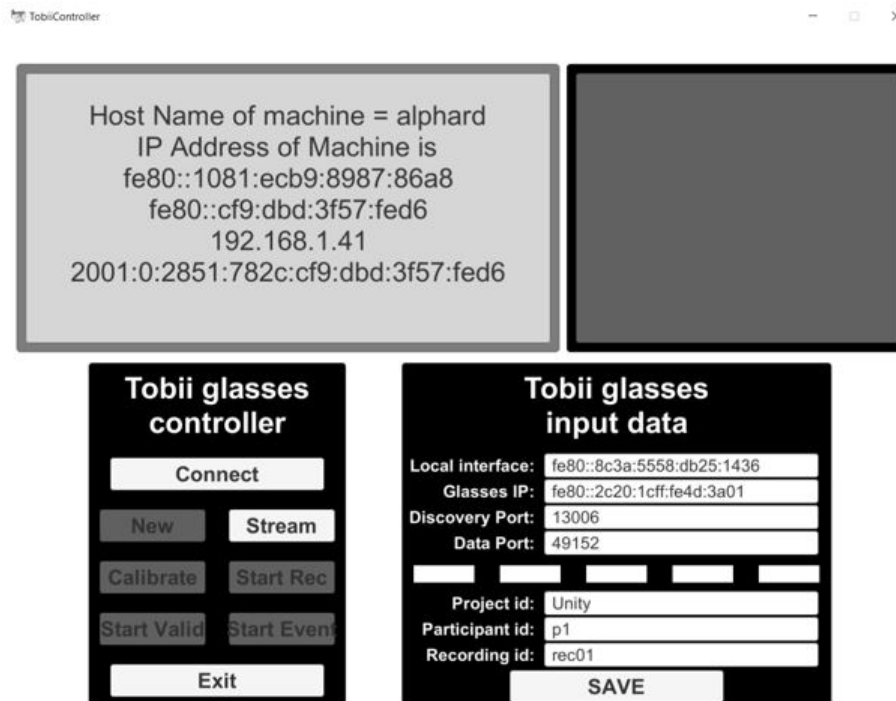 TobiiController
Host Name of machine = alphard
IP Address of Machine is
fe80::1081:ecb9:8987:86a8
fe80::cf9:dbd:3f57:fed6
192.168.1.41
2001:0:2851:782c:cf9:dbd:3f57:fed6
Tobii glasses
controller
Connect
New Stream
Calibrate Start Rec
Start Valid Start Event
Exit
Tobii glasses
input data
Local interface: fe80::8c3a:5558:db25:1436
Glasses IP: fe80::2c20:1cff:fe4d:3a01
Discovery Port: 13006
Data Port: 49152
Project id: Unity
Participant id: p1
Recording id: rec01
SAVE